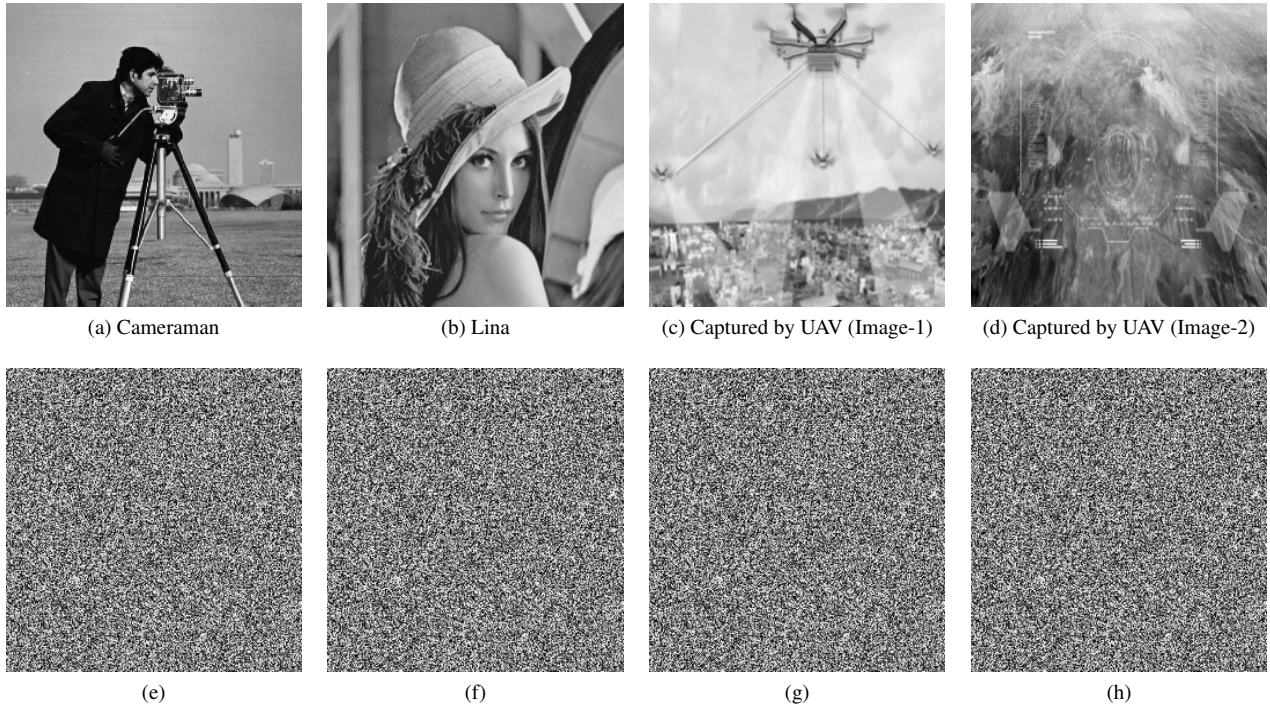 (a) Cameraman
(b) Lina
(c) Captured by UAV (Image-1)
(d) Captured by UAV (Image-2)
(e)
(f)
(g)
(h)